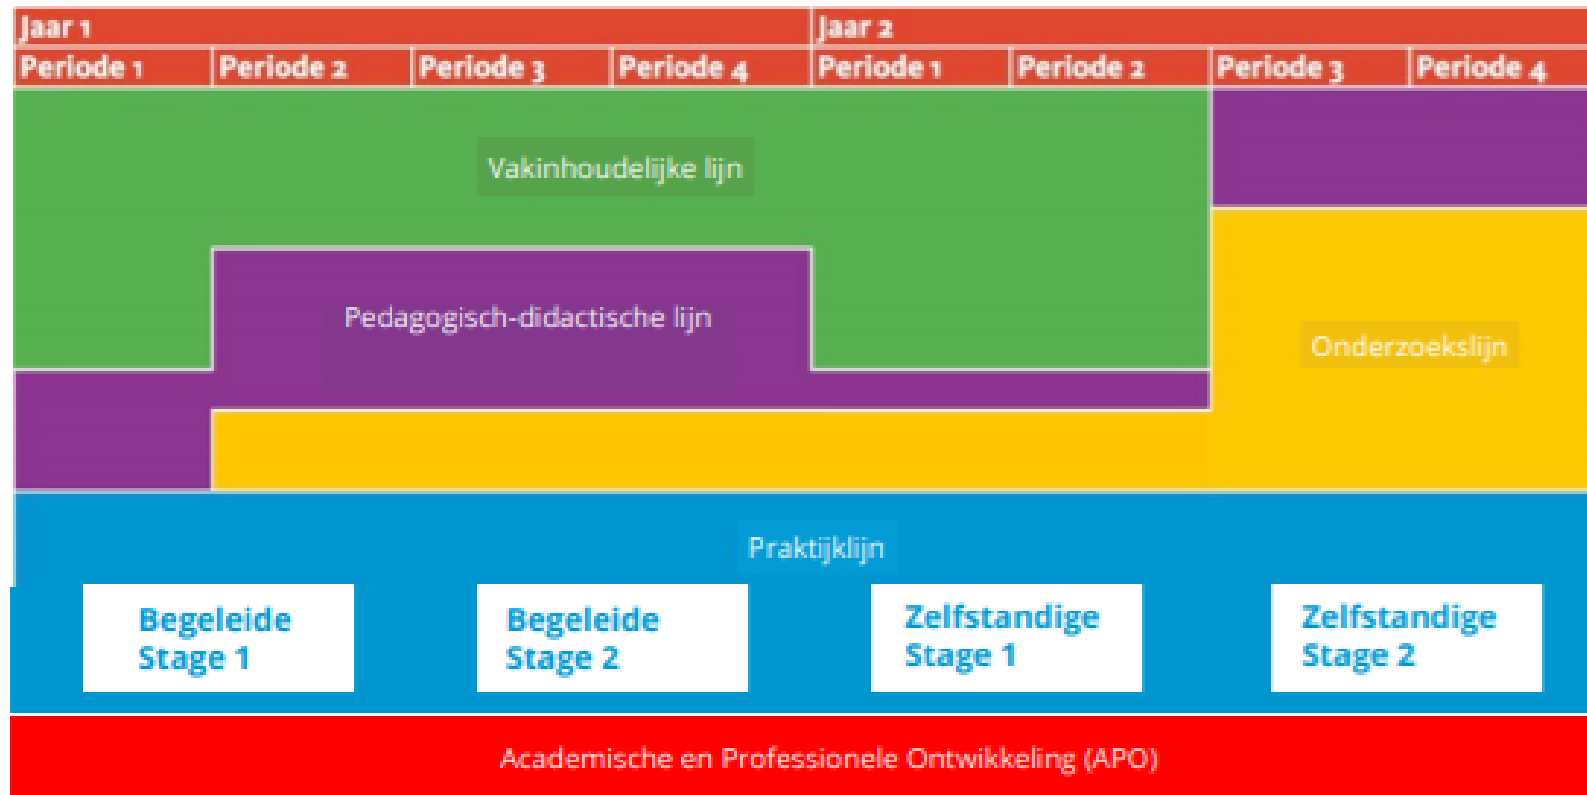 Jaar 1 Jaar 2
Periode 1 Periode 2 Periode 3 Periode 4 Periode 1 Periode 2 Periode 3 Periode 4
Vakinhoudelijke lijn
Pedagogisch-didactische lijn
Onderzoekslijn
Praktijklijn
Begeleide
Stage 1
Begeleide
Stage 2
Zelfstandige
Stage 1
Zelfstandige
Stage 2
Academische en Professionele Ontwikkeling (APO)